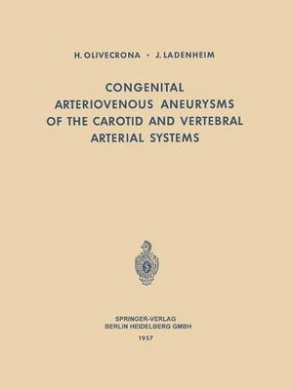 H. OLIVECRONA · J. LADENHEIM
CONGENITAL
ARTERIOVENOUS ANEURYSMS
OF THE CAROTID AND VERTEBRAL
ARTERIAL SYSTEMS
SPRINGER-VERLAG
BERLIN HEIDELBERG GMBH
1957